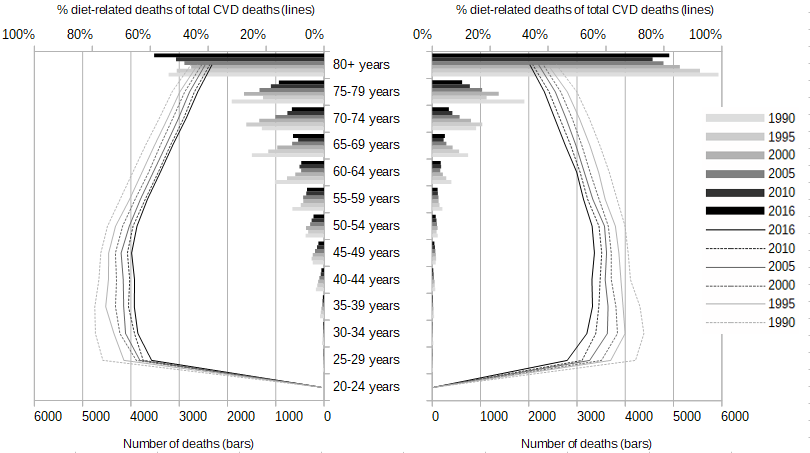 % diet-related deaths of total CVD deaths (lines)
% diet-related deaths of total CVD deaths (lines)
100% 80% 60% 40% 20% 0%
0% 20% 40% 60% 80% 100%
80+ years
75-79 years
70-74 years
65-69 years
60-64 years
55-59 years
50-54 years
45-49 years
40-44 years
35-39 years
30-34 years
25-29 years
20-24 years
1990
1995
2000
2005
2010
2016
2016
2010
2005
2000
1995
1990
6000 5000 4000 3000 2000 1000 0
0 1000 2000 3000 4000 5000 6000
Number of deaths (bars)
Number of deaths (bars)